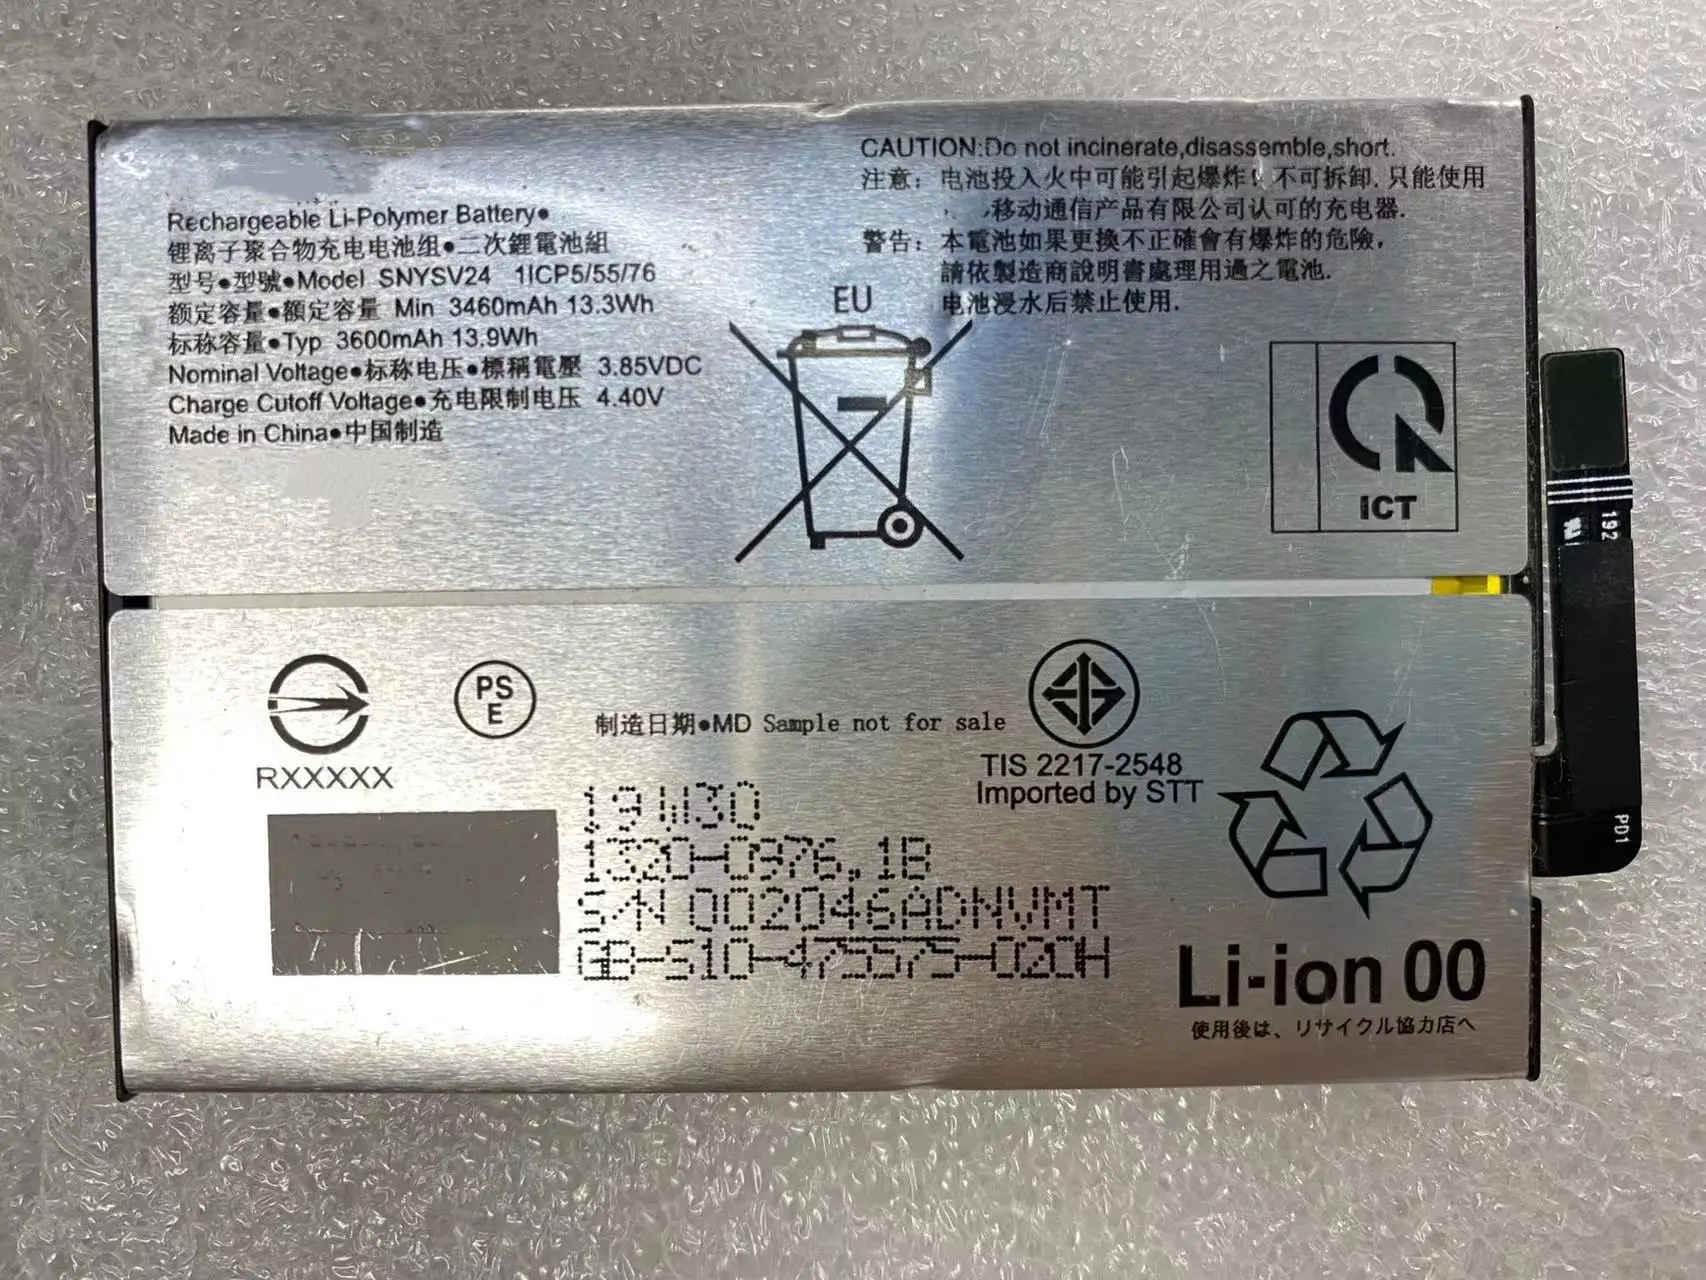 Rechargeable Li-Polymer Battery●
锂离子聚合物充电电池组●二次鋰電池組
型号●型號●Model SNYSV24 1ICP5/55/76
额定容量●額定容量 Min 3460mAh 13.3Wh
标称容量●Typ 3600mAh 13.9Wh
Nominal Voltage●标称电压●標稱電壓 3.85VDC
Charge Cutoff Voltage●充电限制电压 4.40V
Made in China●中国制造
CAUTION:Do not incinerate,disassemble,short.
注意：电池投入火中可能引起爆炸！不可拆卸.只能使用
移动通信产品有限公司认可的充电器.
警告：本電池如果更換不正確會有爆炸的危險，
請依製造商說明書處理用過之電池.
电池浸水后禁止使用.
EU
ICT
192
PS
E
RXXXXX
制造日期●MD Sample not for sale
TIS 2217-2548
Imported by STT
19W3Q
1320-0976.1B
S/N 002046ADNVMT
GB-S10-475575-020H
Li-ion 00
使用後は、リサイクル協力店へ
PD1